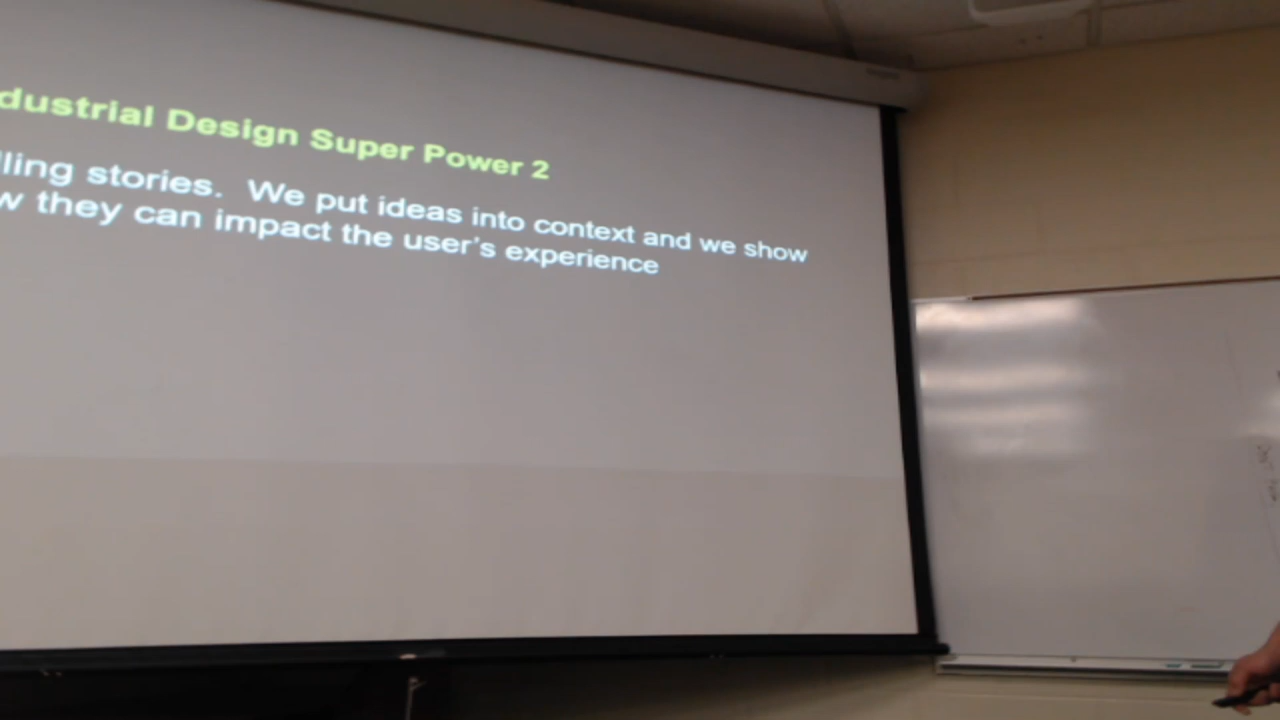 dustrial Design Super Power 2
lling stories. We put ideas into context and we show
w they can impact the user's experience